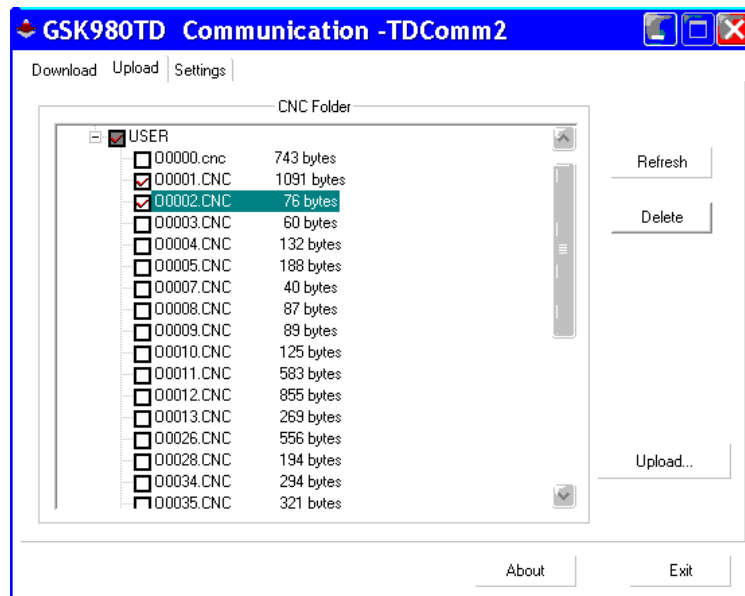 GSK980TD Communication -TDComm2
Download Upload Settings
CNC Folder
USER
O0000.cnc 743 bytes
O0001.CNC 1091 bytes
O0002.CNC 76 bytes
O0003.CNC 60 bytes
O0004.CNC 132 bytes
O0005.CNC 188 bytes
O0007.CNC 40 bytes
O0008.CNC 87 bytes
O0009.CNC 89 bytes
O0010.CNC 125 bytes
O0011.CNC 583 bytes
O0012.CNC 855 bytes
O0013.CNC 269 bytes
O0026.CNC 556 bytes
O0028.CNC 194 bytes
O0034.CNC 294 bytes
O0035.CNC 321 bytes
Refresh
Delete
Upload...
About Exit